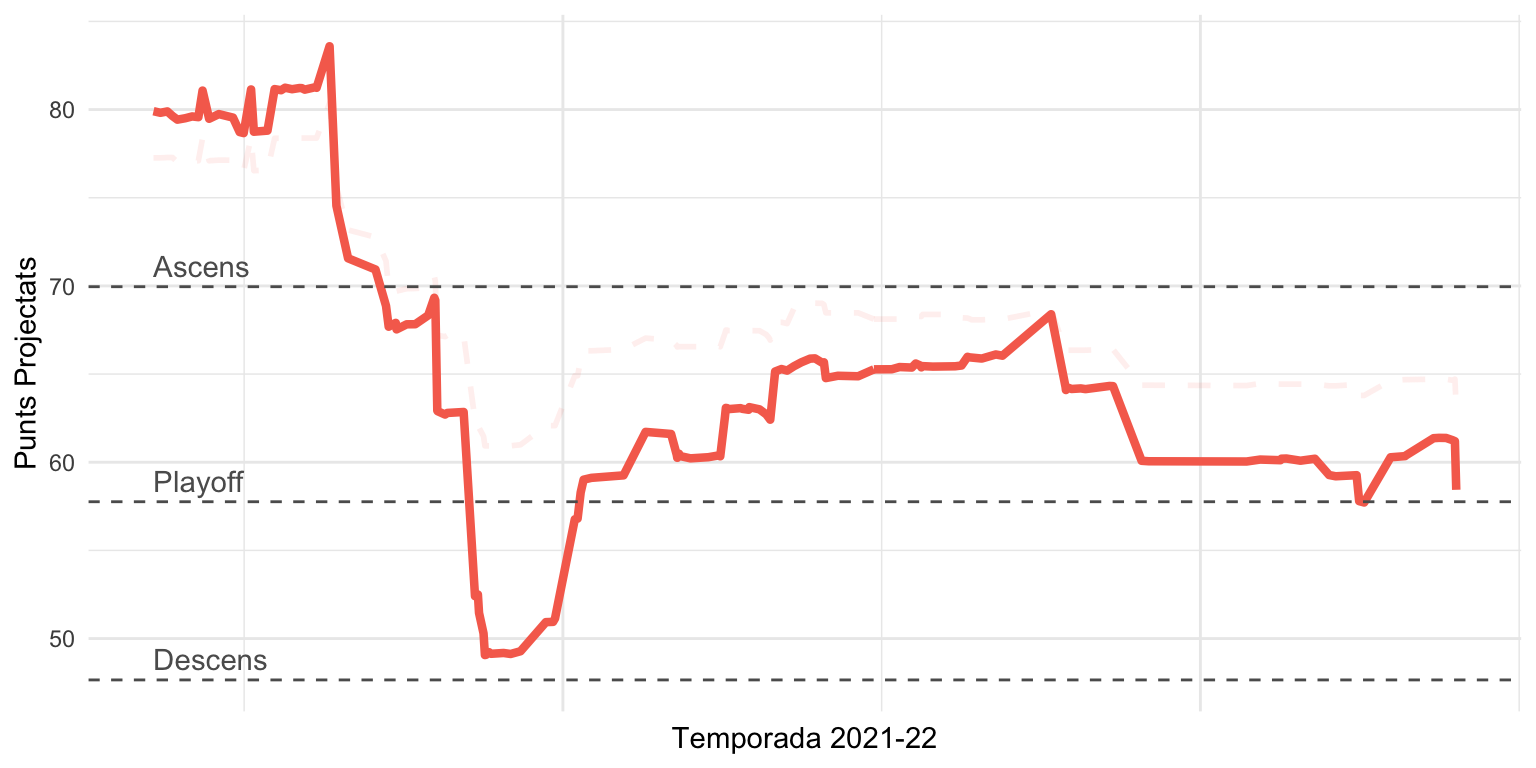 Punts Projectats
80
70
60
50
Ascens
Playoff
Descens
Temporada 2021-22